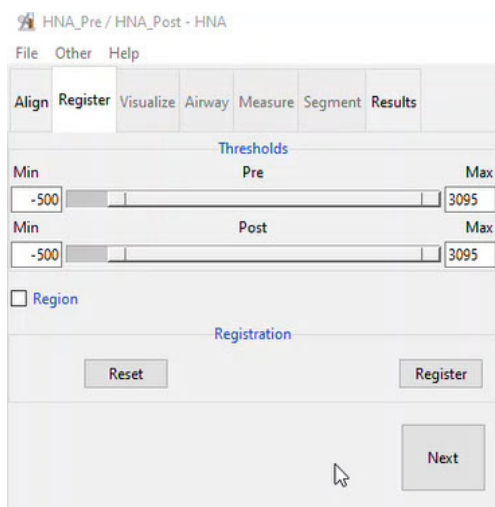 HNA_Pre / HNA_Post - HNA
File Other Help
Align Register Visualize Airway Measure Segment Results
Thresholds
Min Pre Max
-500 3095
Min Post Max
-500 3095
Region
Registration
Reset Register
Next